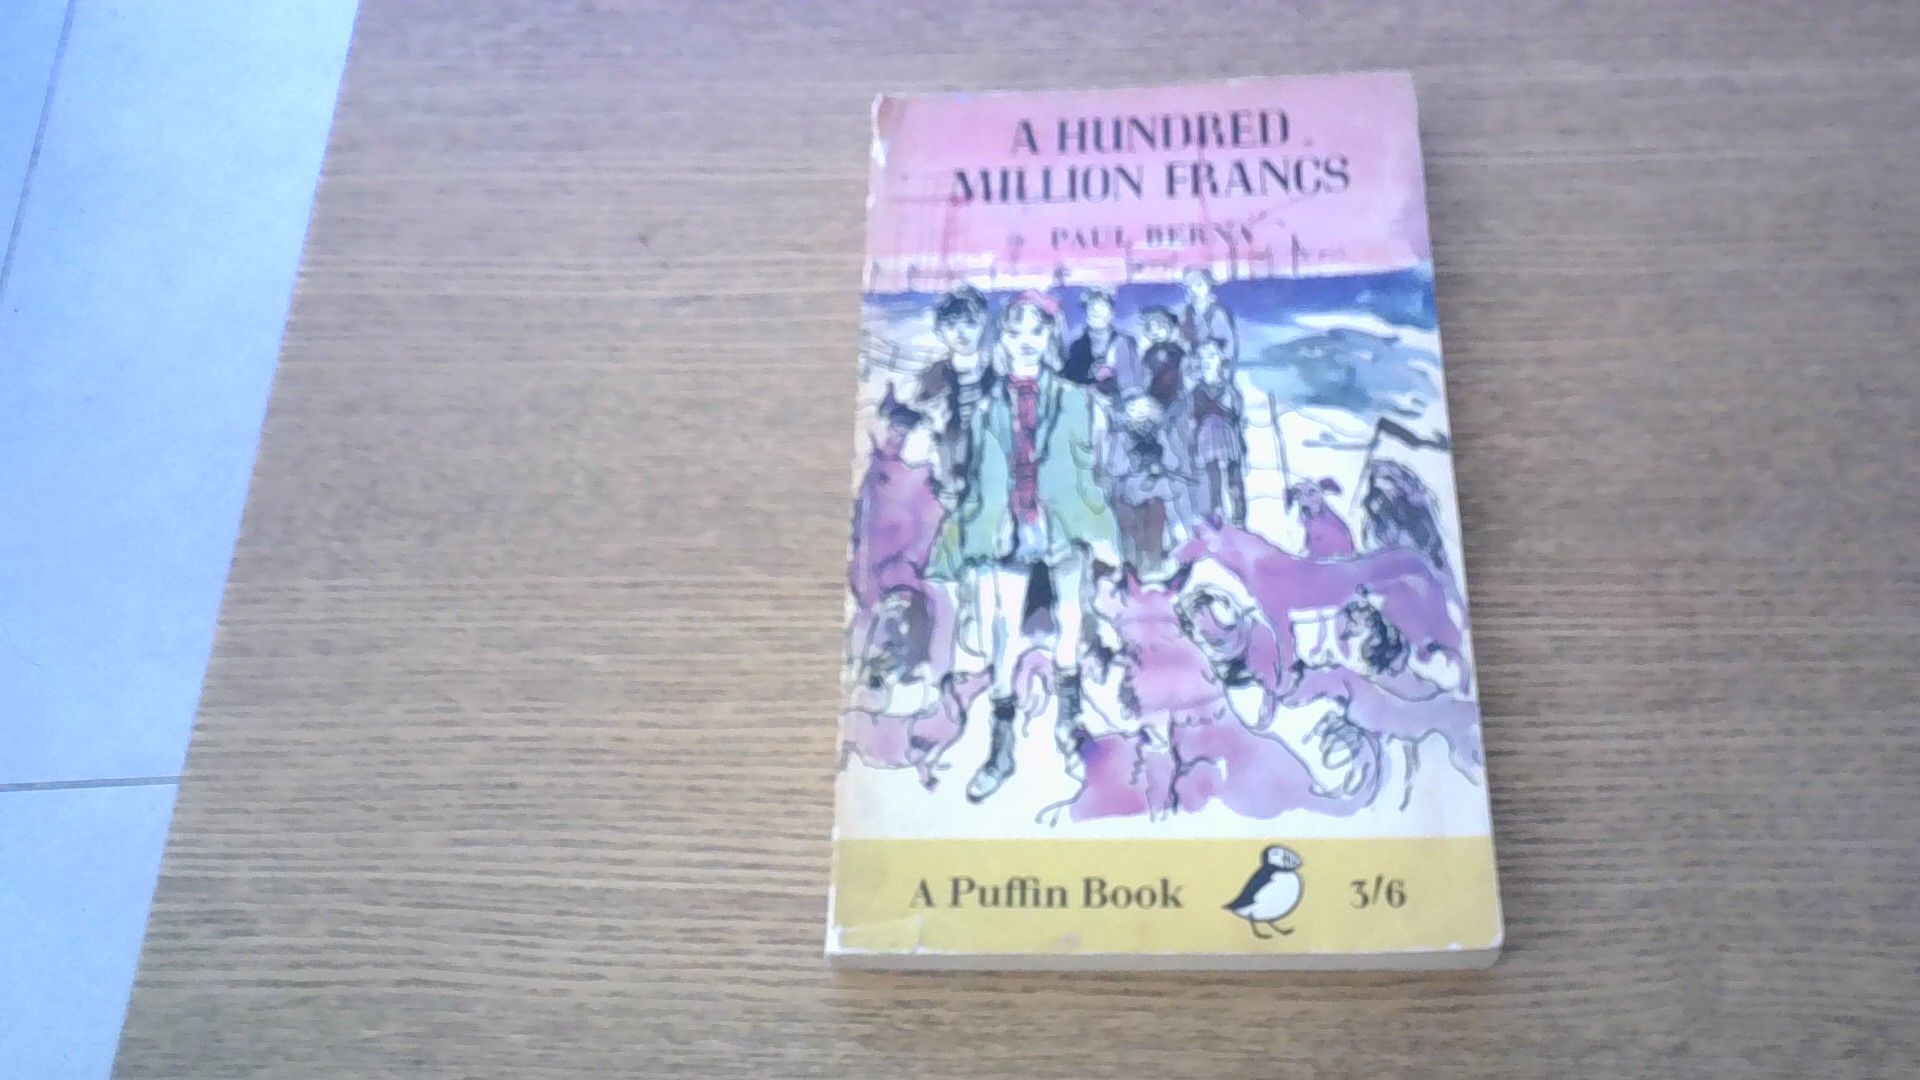 A HUNDRED
MILLION FRANCS
PAUL BERNA
A Puffin Book 3/6